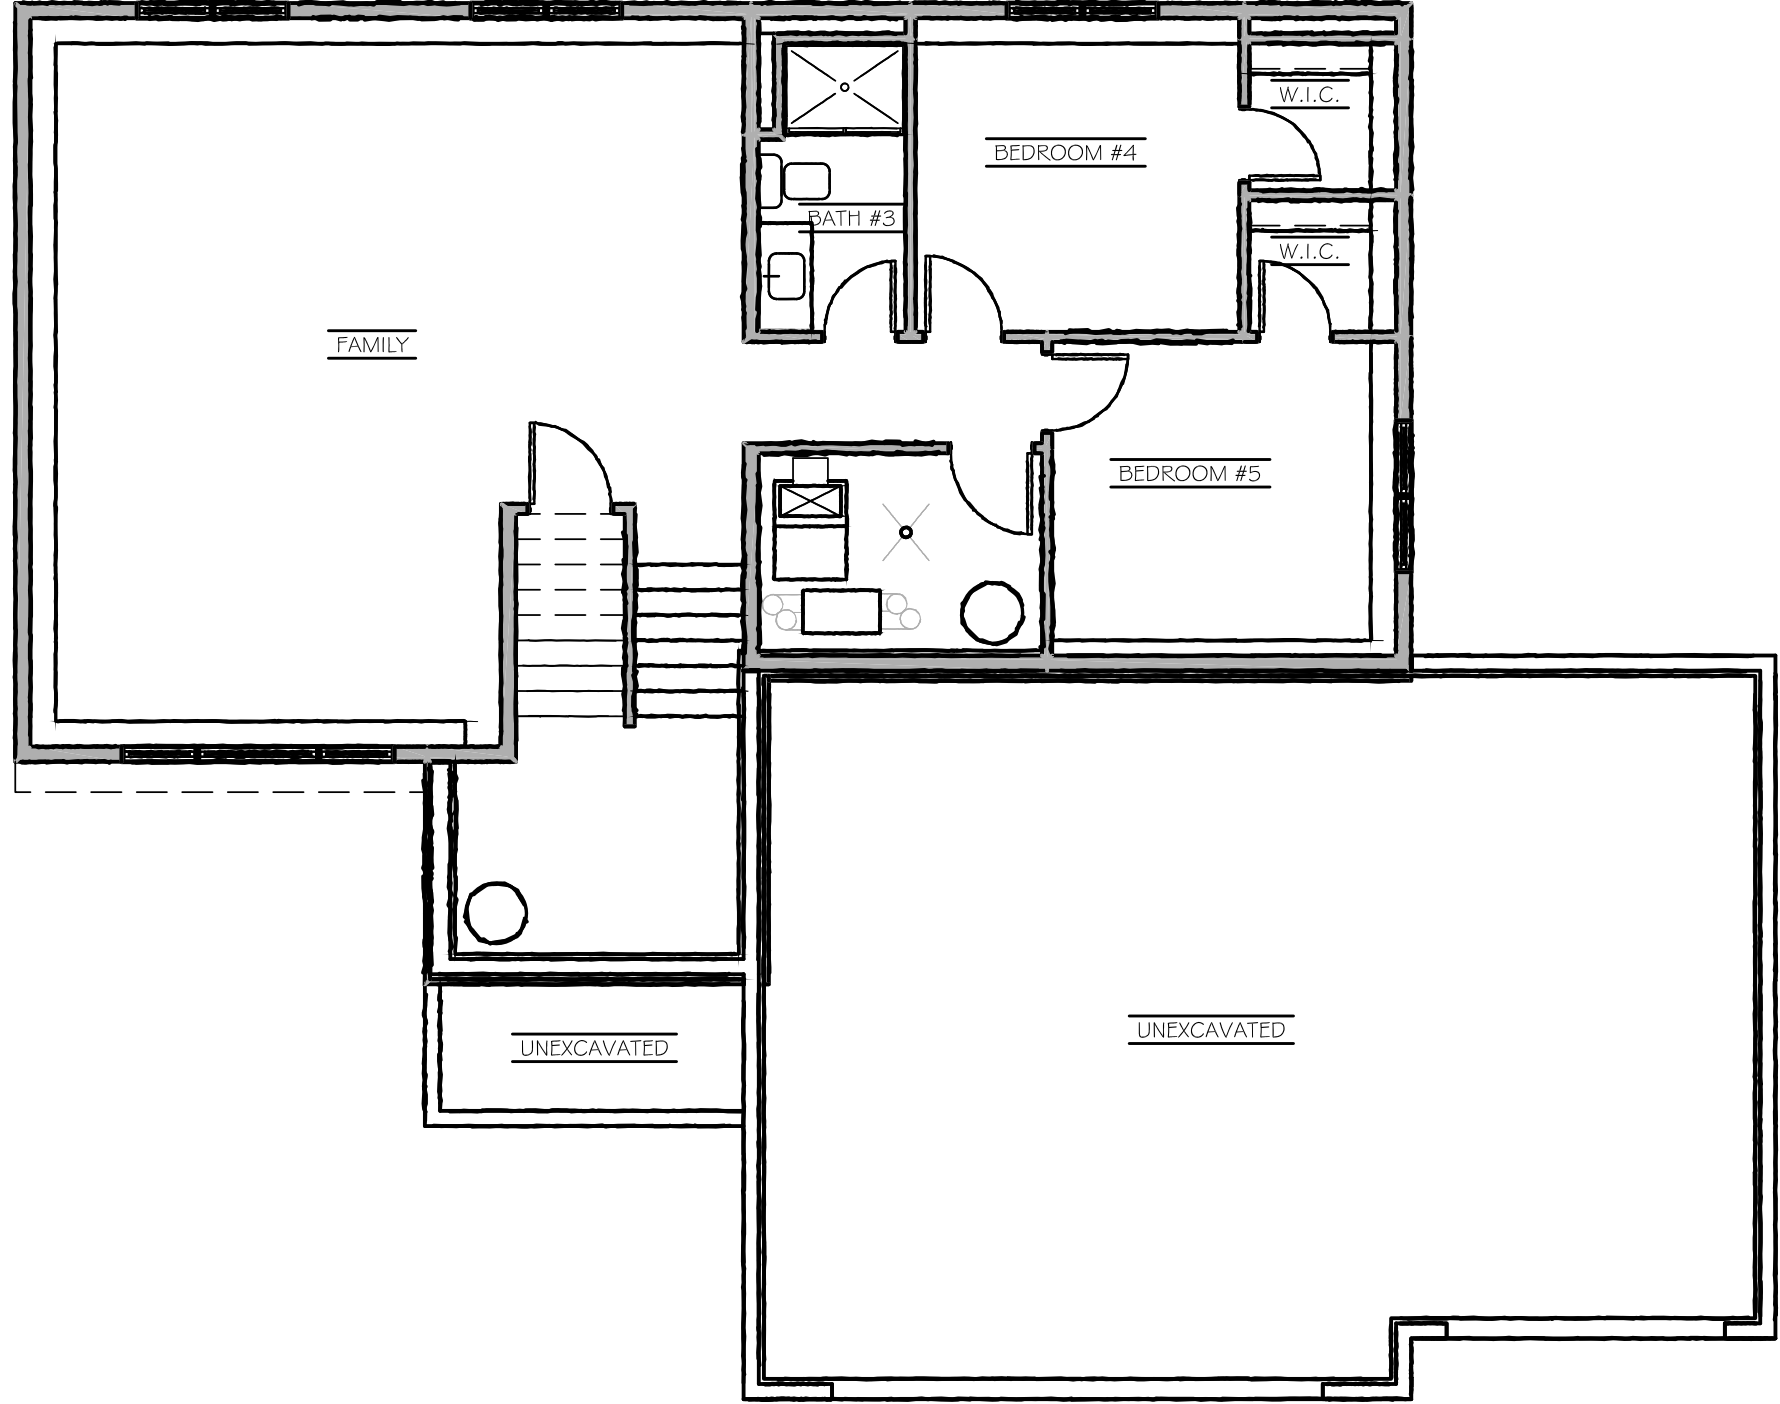 W.I.C.
BEDROOM #4
BATH #3
W.I.C.
FAMILY
BEDROOM #5
UNEXCAVATED
UNEXCAVATED